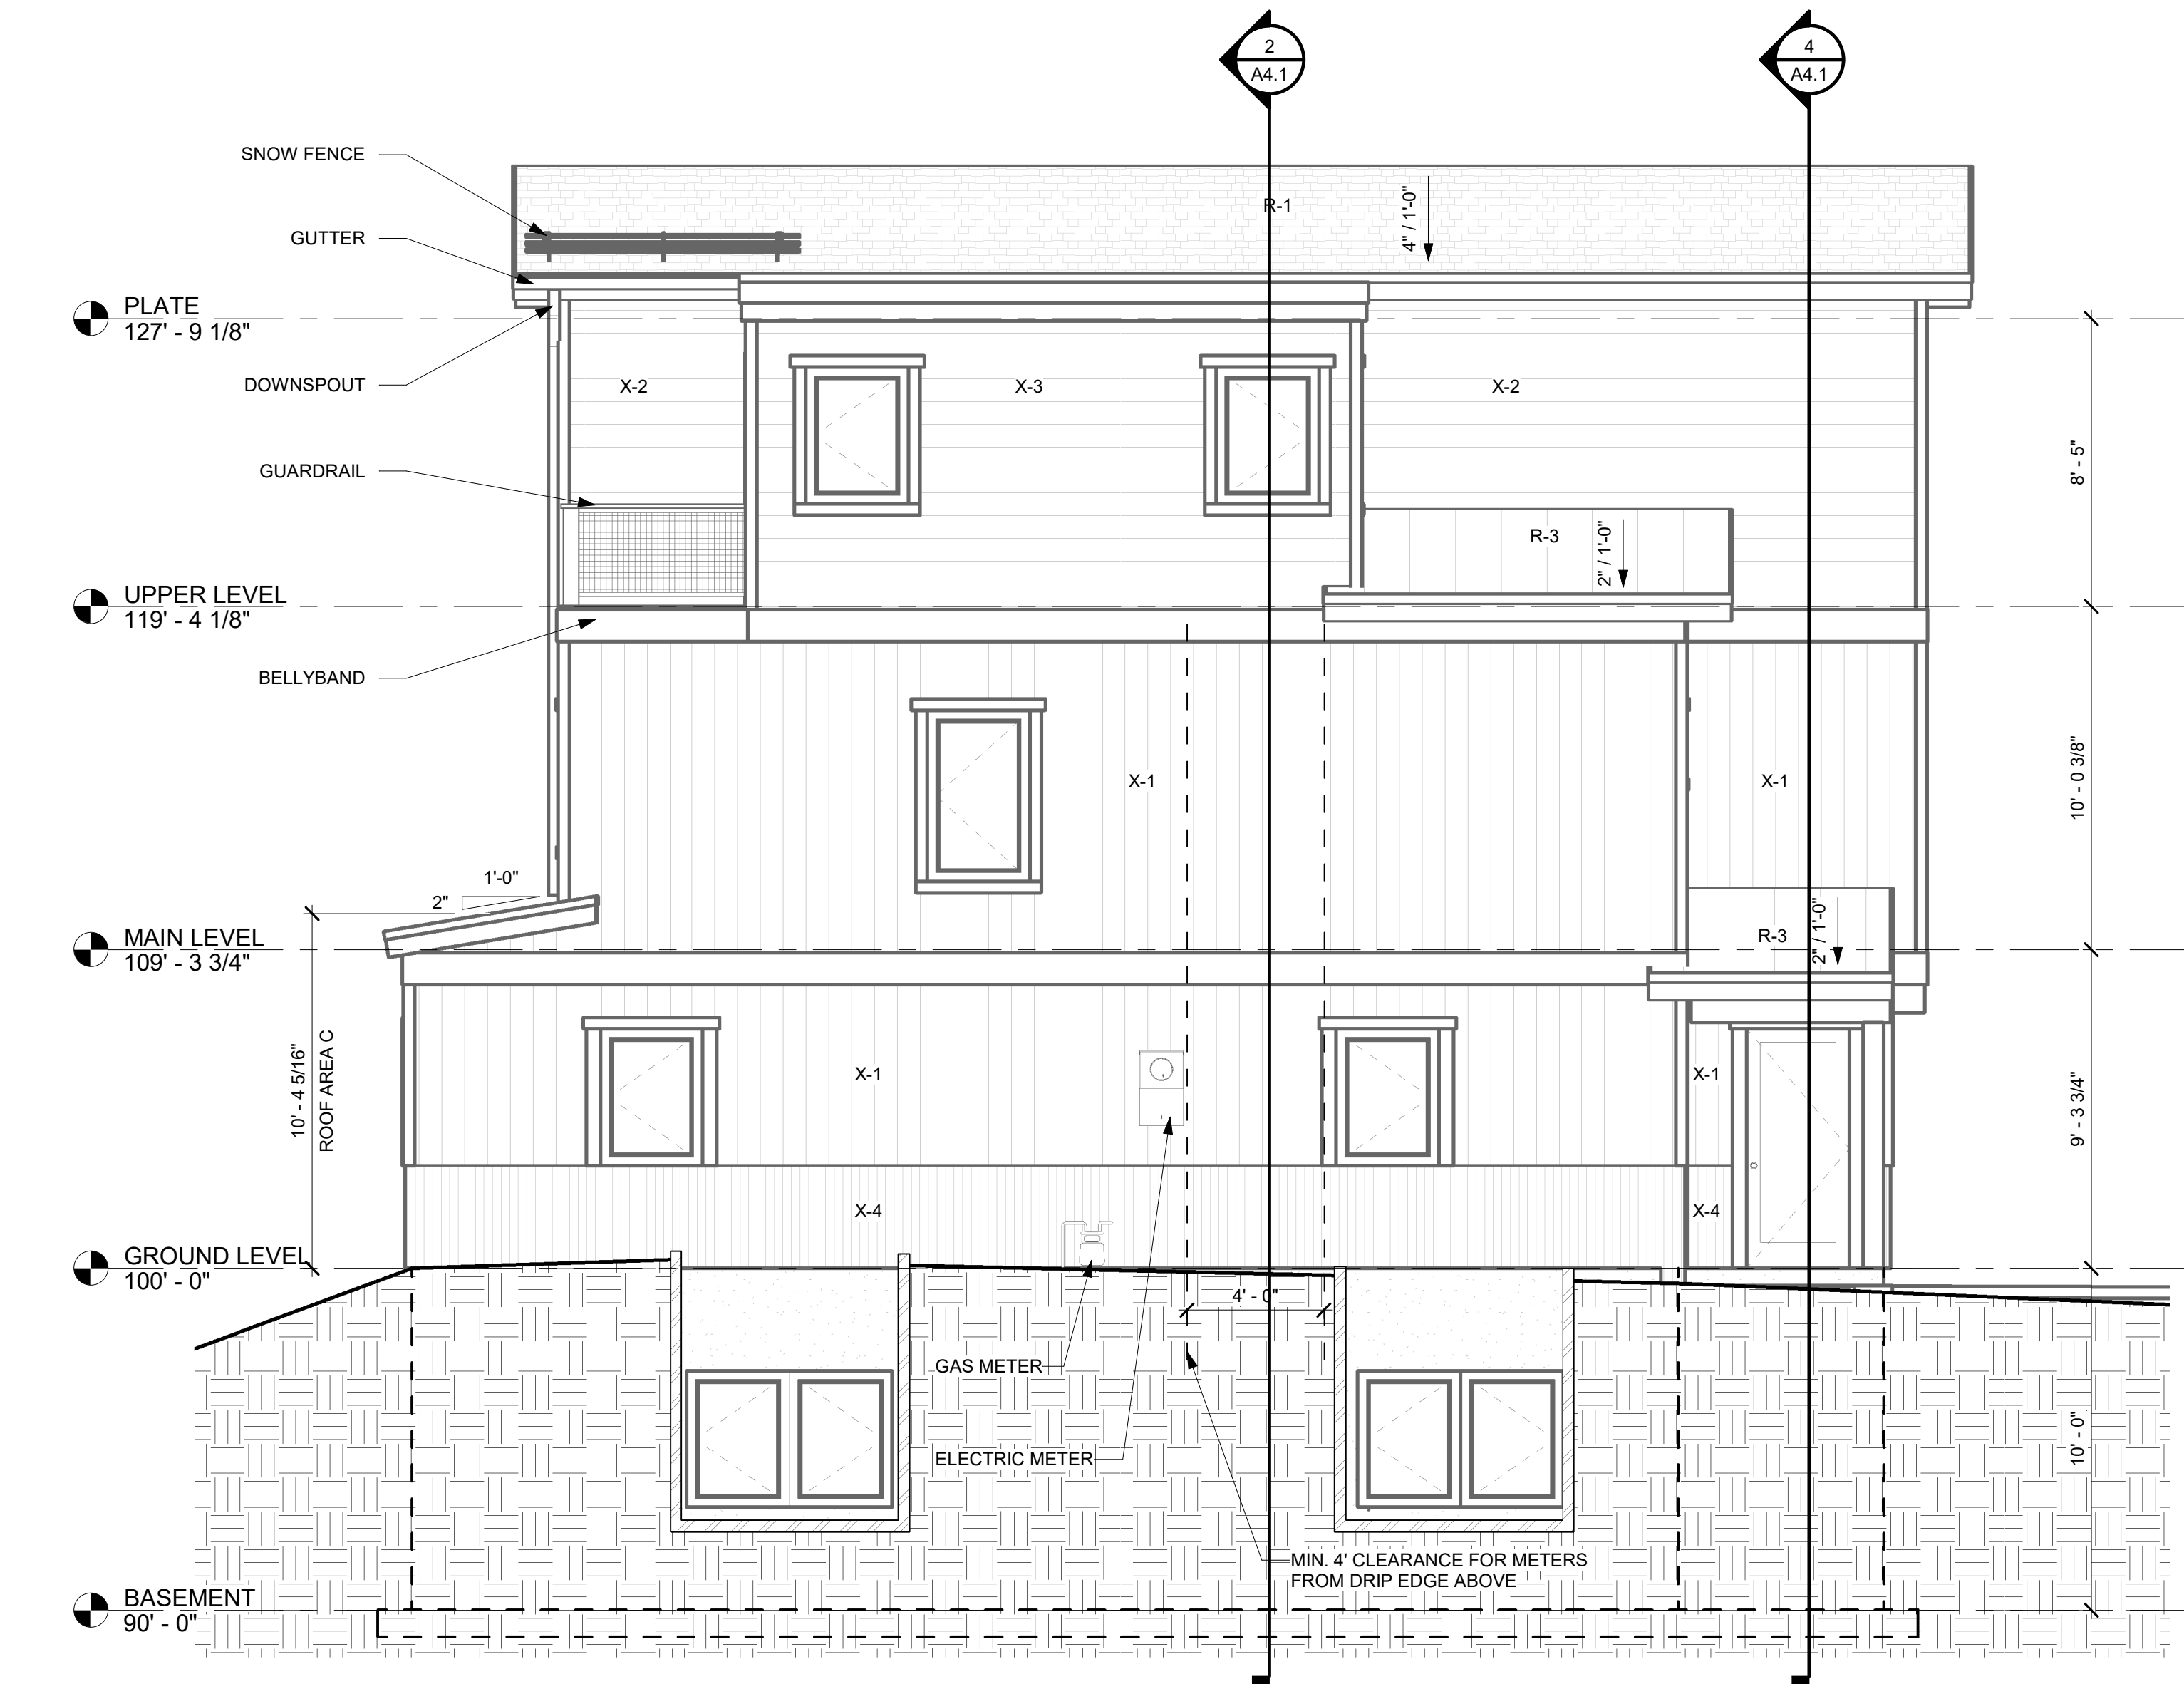 2
A4.1
4
A4.1
SNOW FENCE
R-1
4" / 1'-0"
GUTTER
PLATE
127' - 9 1/8"
DOWNSPOUT
X-2
X-3
X-2
8' - 5"
GUARDRAIL
R-3
2" / 1'-0"
UPPER LEVEL
119' - 4 1/8"
BELLYBAND
X-1
X-1
10' - 0 3/8"
1'-0"
2"
MAIN LEVEL
109' - 3 3/4"
R-3
2" / 1'-0"
10' - 4 5/16"
ROOF AREA C
X-1
X-1
9' - 3 3/4"
X-4
X-4
GROUND LEVEL
100' - 0"
4' - 0"
GAS METER
ELECTRIC METER
10' - 0"
MIN. 4' CLEARANCE FOR METERS
FROM DRIP EDGE ABOVE
BASEMENT
90' - 0"